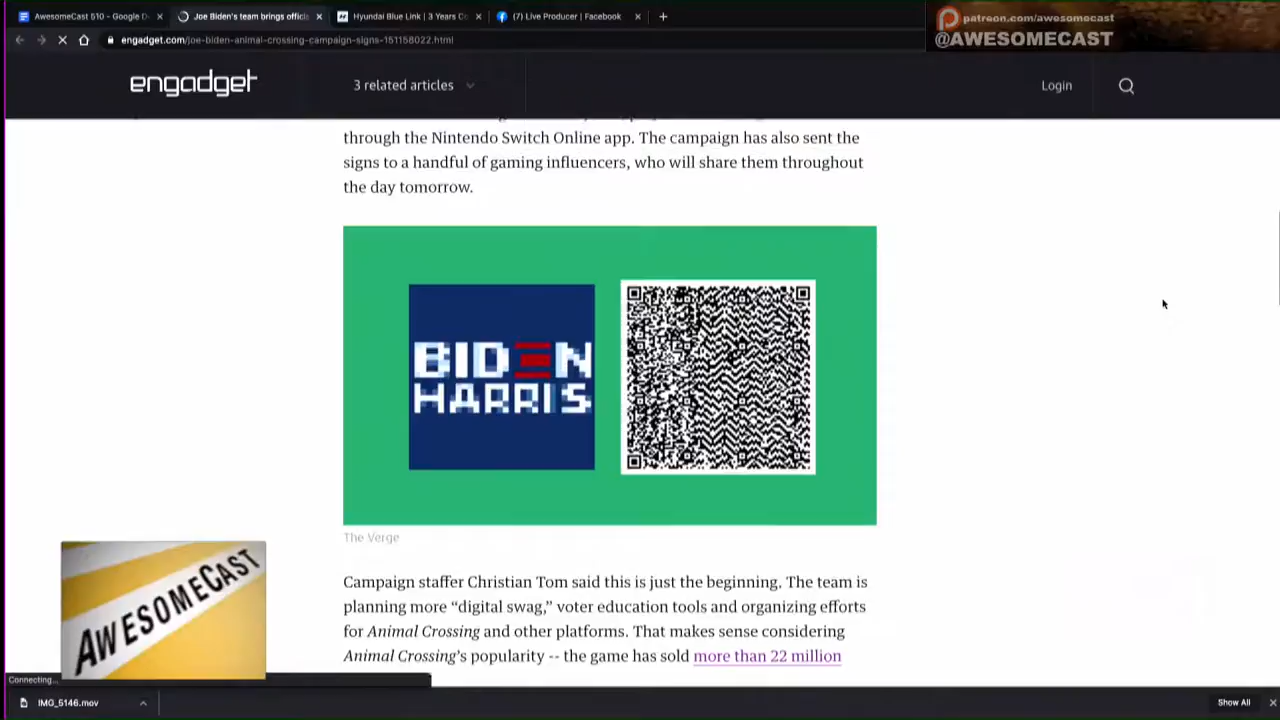 AwesomeCast 510 - Google D
Joe Biden's team brings offici
Hyundai Blue Link | 3 Years C
(7) Live Producer | Facebook
patreon.com/awesomecast
@AWESOMECAST
engadget.com/joe-biden-animal-crossing-campaign-signs-151158022.html
engadget
3 related articles
Login
through the Nintendo Switch Online app. The campaign has also sent the
signs to a handful of gaming influencers, who will share them throughout
the day tomorrow.
BIDEN
HARRIS
The Verge
AWESOMECAST
Campaign staffer Christian Tom said this is just the beginning. The team is
planning more “digital swag,” voter education tools and organizing efforts
for Animal Crossing and other platforms. That makes sense considering
Animal Crossing's popularity -- the game has sold more than 22 million
Connecting...
IMG_5146.mov
Show All